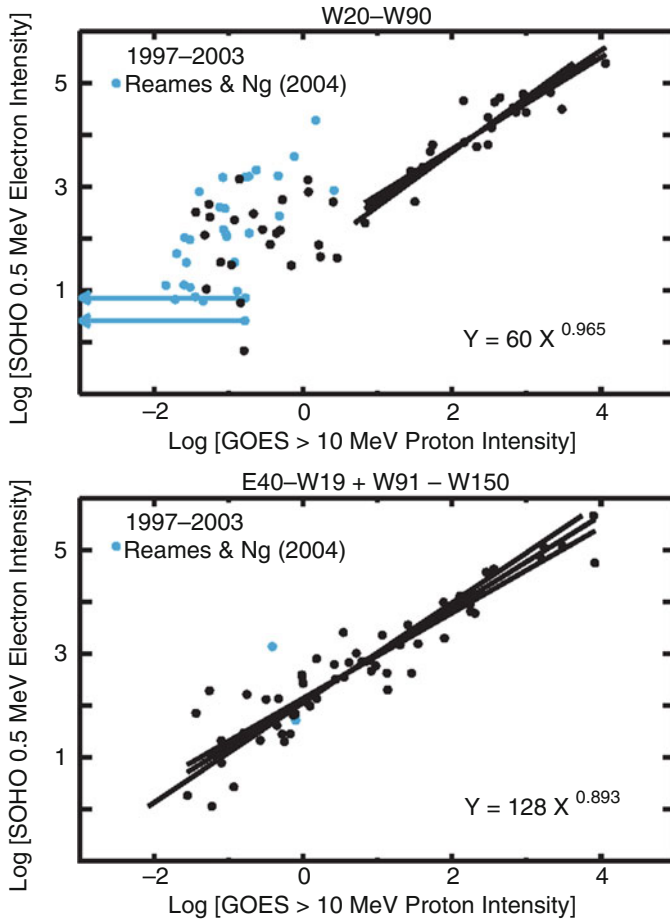 W20–W90
1997–2003
Reames & Ng (2004)
5
3
1
Log [SOHO 0.5 MeV Electron Intensity]
Y = 60 X 0.965
−2 0 2 4
Log [GOES > 10 MeV Proton Intensity]
E40–W19 + W91 – W150
1997–2003
Reames & Ng (2004)
5
3
1
Log [SOHO 0.5 MeV Electron Intensity]
Y = 128 X 0.893
−2 0 2 4
Log [GOES > 10 MeV Proton Intensity]